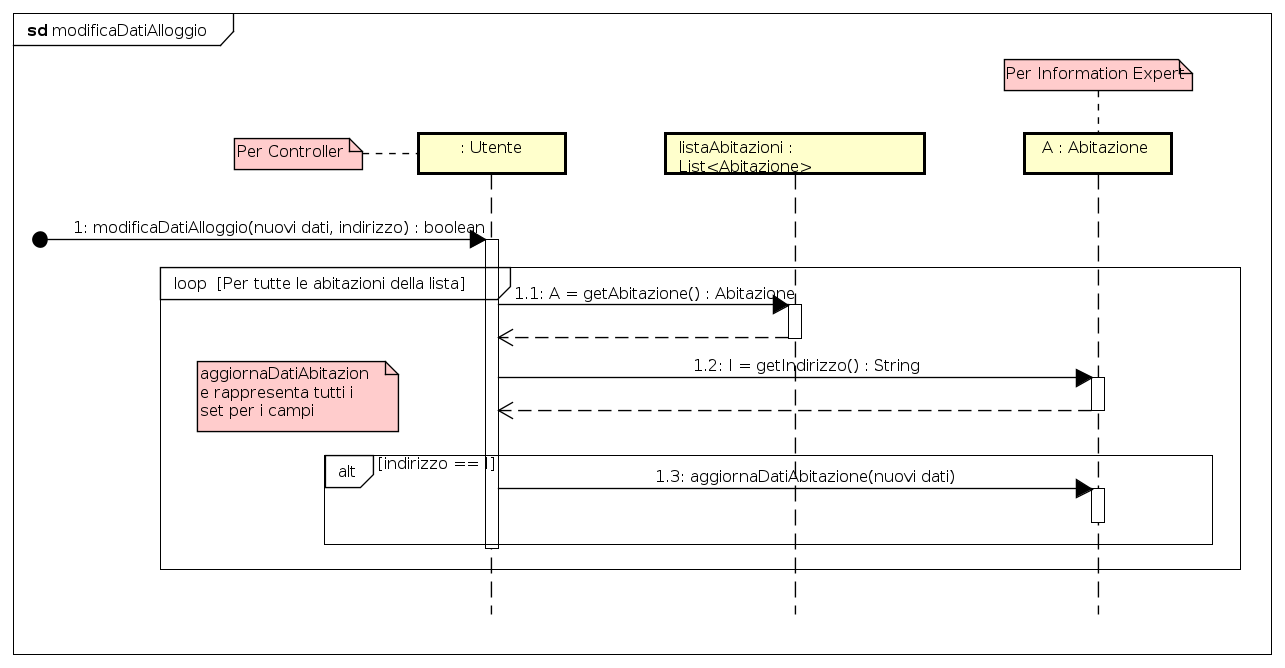 sd modificaDatiAlloggio
Per Information Expert
Per Controller
: Utente
listaAbitazioni :
List<Abitazione>
A : Abitazione
1: modificaDatiAlloggio(nuovi dati, indirizzo) : boolean
loop [Per tutte le abitazioni della lista]
1.1: A = getAbitazione() : Abitazione
1.2: I = getIndirizzo() : String
aggiornaDatiAbitazion
e rappresenta tutti i
set per i campi
alt [indirizzo == I]
1.3: aggiornaDatiAbitazione(nuovi dati)